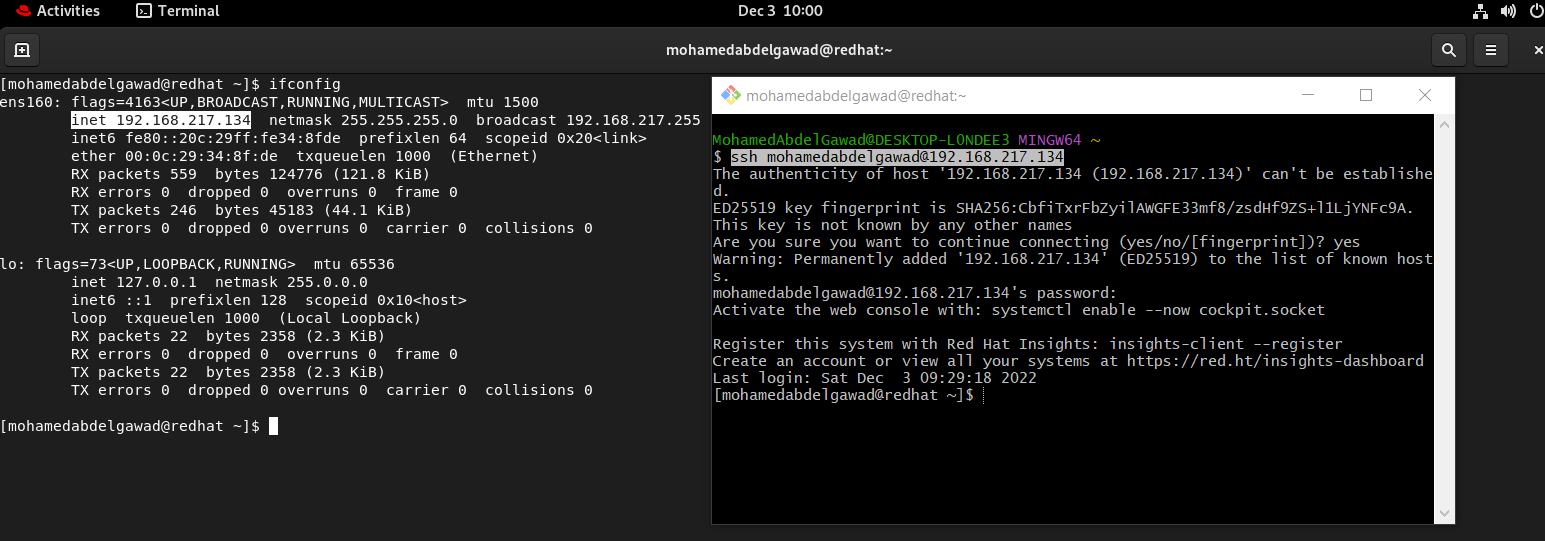 Activities Terminal Dec 3 10:00
mohamedabdelgawad@redhat:~
[mohamedabdelgawad@redhat ~]$ ifconfig
ens160: flags=4163<UP,BROADCAST,RUNNING,MULTICAST>  mtu 1500
        inet 192.168.217.134  netmask 255.255.255.0  broadcast 192.168.217.255
        inet6 fe80::20c:29ff:fe34:8fde  prefixlen 64  scopeid 0x20<link>
        ether 00:0c:29:34:8f:de  txqueuelen 1000  (Ethernet)
        RX packets 559  bytes 124776 (121.8 KiB)
        RX errors 0  dropped 0  overruns 0  frame 0
        TX packets 246  bytes 45183 (44.1 KiB)
        TX errors 0  dropped 0 overruns 0  carrier 0  collisions 0

lo: flags=73<UP,LOOPBACK,RUNNING>  mtu 65536
        inet 127.0.0.1  netmask 255.0.0.0
        inet6 ::1  prefixlen 128  scopeid 0x10<host>
        loop  txqueuelen 1000  (Local Loopback)
        RX packets 22  bytes 2358 (2.3 KiB)
        RX errors 0  dropped 0  overruns 0  frame 0
        TX packets 22  bytes 2358 (2.3 KiB)
        TX errors 0  dropped 0 overruns 0  carrier 0  collisions 0

[mohamedabdelgawad@redhat ~]$
mohamedabdelgawad@redhat:~
MohamedAbdelGawad@DESKTOP-L0NDEE3 MINGW64 ~
$ ssh mohamedabdelgawad@192.168.217.134
The authenticity of host '192.168.217.134 (192.168.217.134)' can't be establishe
d.
ED25519 key fingerprint is SHA256:CbfiTxrFbZyilAWGFE33mf8/zsdHf9ZS+l1LjYNFc9A.
This key is not known by any other names
Are you sure you want to continue connecting (yes/no/[fingerprint])? yes
Warning: Permanently added '192.168.217.134' (ED25519) to the list of known host
s.
mohamedabdelgawad@192.168.217.134's password:
Activate the web console with: systemctl enable --now cockpit.socket

Register this system with Red Hat Insights: insights-client --register
Create an account or view all your systems at https://red.ht/insights-dashboard
Last login: Sat Dec  3 09:29:18 2022
[mohamedabdelgawad@redhat ~]$